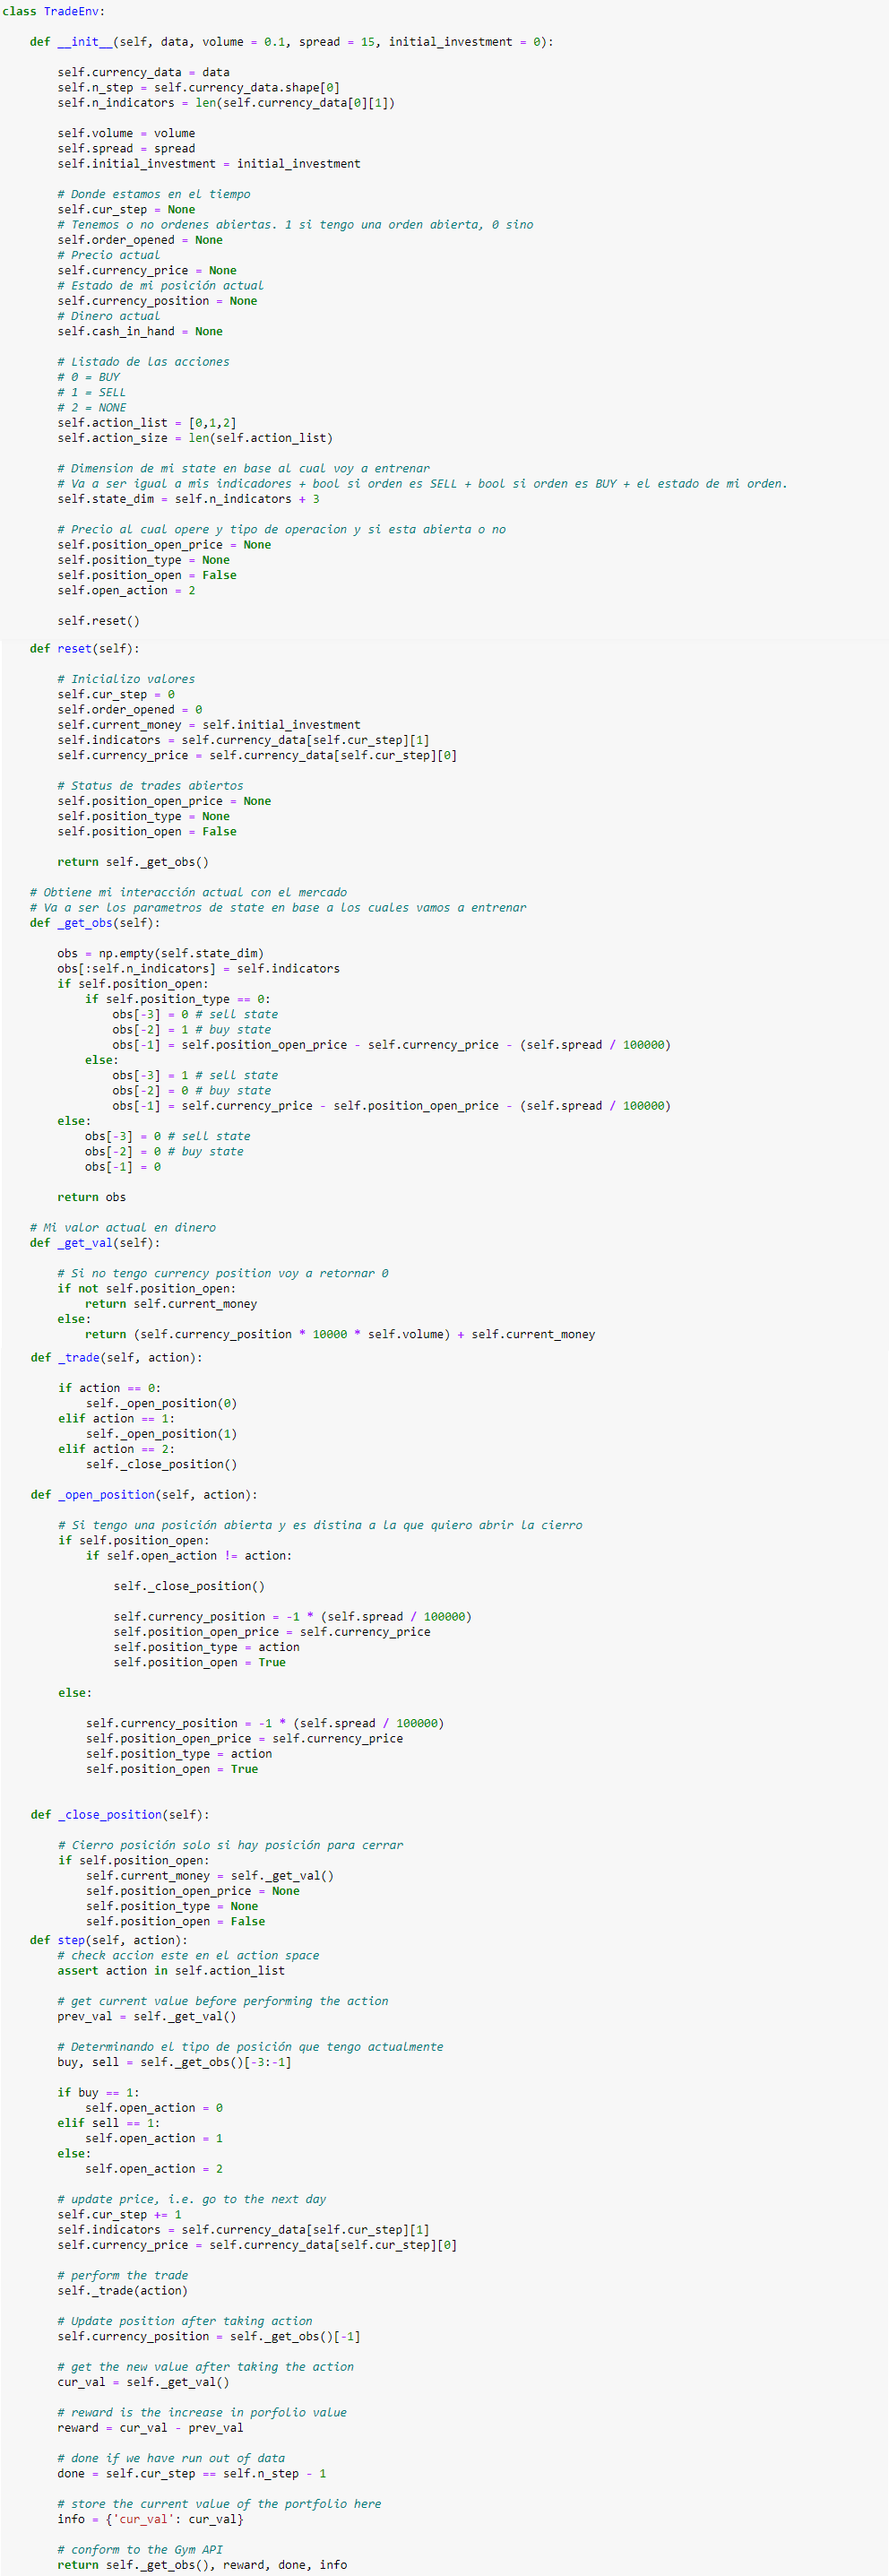 class TradeEnv:
def __init__(self, data, volume = 0.1, spread = 15, initial_investment = 0):
self.currency_data = data
self.n_step = self.currency_data.shape[0]
self.n_indicators = len(self.currency_data[0][1])
self.volume = volume
self.spread = spread
self.initial_investment = initial_investment
# Donde estamos en el tiempo
self.cur_step = None
# Tenemos o no ordenes abiertas. 1 si tengo una orden abierta, 0 sino
self.order_opened = None
# Precio actual
self.currency_price = None
# Estado de mi posición actual
self.currency_position = None
# Dinero actual
self.cash_in_hand = None
# Listado de las acciones
# 0 = BUY
# 1 = SELL
# 2 = NONE
self.action_list = [0,1,2]
self.action_size = len(self.action_list)
# Dimension de mi state en base al cual voy a entrenar
# Va a ser igual a mis indicadores + bool si orden es SELL + bool si orden es BUY + el estado de mi orden.
self.state_dim = self.n_indicators + 3
# Precio al cual opere y tipo de operacion y si esta abierta o no
self.position_open_price = None
self.position_type = None
self.position_open = False
self.open_action = 2
self.reset()
def reset(self):
# Inicializo valores
self.cur_step = 0
self.order_opened = 0
self.current_money = self.initial_investment
self.indicators = self.currency_data[self.cur_step][1]
self.currency_price = self.currency_data[self.cur_step][0]
# Status de trades abiertos
self.position_open_price = None
self.position_type = None
self.position_open = False
return self._get_obs()
# Obtiene mi interacción actual con el mercado
# Va a ser los parametros de state en base a los cuales vamos a entrenar
def _get_obs(self):
obs = np.empty(self.state_dim)
obs[:self.n_indicators] = self.indicators
if self.position_open:
if self.position_type == 0:
obs[-3] = 0 # sell state
obs[-2] = 1 # buy state
obs[-1] = self.position_open_price - self.currency_price - (self.spread / 100000)
else:
obs[-3] = 1 # sell state
obs[-2] = 0 # buy state
obs[-1] = self.currency_price - self.position_open_price - (self.spread / 100000)
else:
obs[-3] = 0 # sell state
obs[-2] = 0 # buy state
obs[-1] = 0
return obs
# Mi valor actual en dinero
def _get_val(self):
# Si no tengo currency position voy a retornar 0
if not self.position_open:
return self.current_money
else:
return (self.currency_position * 10000 * self.volume) + self.current_money
def _trade(self, action):
if action == 0:
self._open_position(0)
elif action == 1:
self._open_position(1)
elif action == 2:
self._close_position()
def _open_position(self, action):
# Si tengo una posición abierta y es distina a la que quiero abrir la cierro
if self.position_open:
if self.open_action != action:
self._close_position()
self.currency_position = -1 * (self.spread / 100000)
self.position_open_price = self.currency_price
self.position_type = action
self.position_open = True
else:
self.currency_position = -1 * (self.spread / 100000)
self.position_open_price = self.currency_price
self.position_type = action
self.position_open = True
def _close_position(self):
# Cierro posición solo si hay posición para cerrar
if self.position_open:
self.current_money = self._get_val()
self.position_open_price = None
self.position_type = None
self.position_open = False
def step(self, action):
# check accion este en el action space
assert action in self.action_list
# get current value before performing the action
prev_val = self._get_val()
# Determinando el tipo de posición que tengo actualmente
buy, sell = self._get_obs()[-3:-1]
if buy == 1:
self.open_action = 0
elif sell == 1:
self.open_action = 1
else:
self.open_action = 2
# update price, i.e. go to the next day
self.cur_step += 1
self.indicators = self.currency_data[self.cur_step][1]
self.currency_price = self.currency_data[self.cur_step][0]
# perform the trade
self._trade(action)
# Update position after taking action
self.currency_position = self._get_obs()[-1]
# get the new value after taking the action
cur_val = self._get_val()
# reward is the increase in porfolio value
reward = cur_val - prev_val
# done if we have run out of data
done = self.cur_step == self.n_step - 1
# store the current value of the portfolio here
info = {'cur_val': cur_val}
# conform to the Gym API
return self._get_obs(), reward, done, info